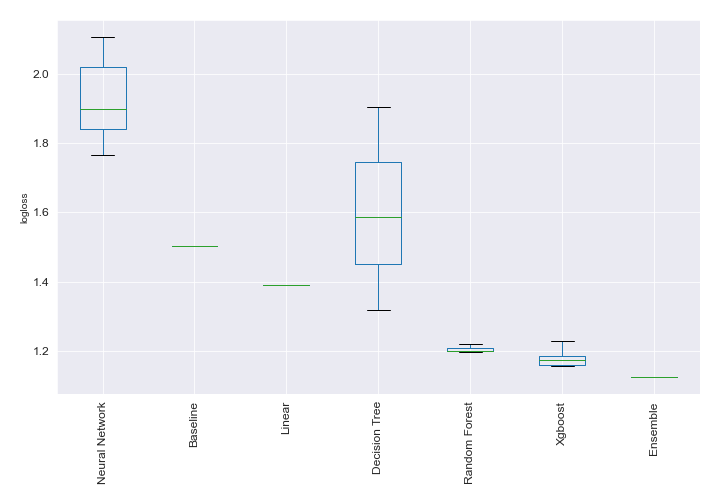 logloss
2.0
1.8
1.6
1.4
1.2
Neural Network
Baseline
Linear
Decision Tree
Random Forest
Xgboost
Ensemble